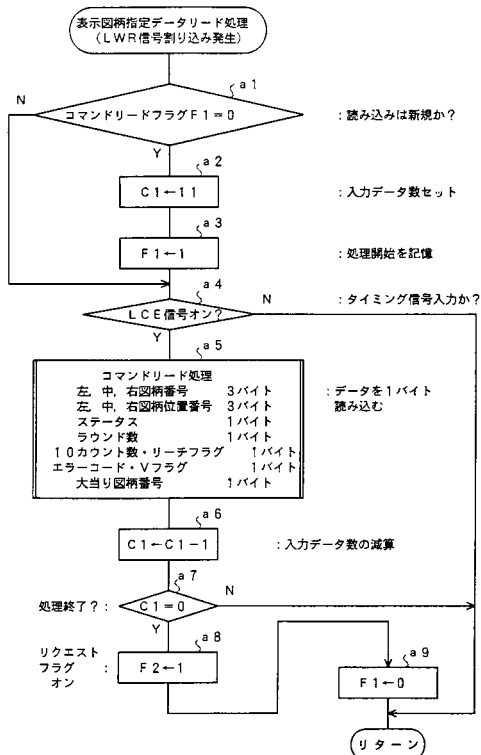 表示図柄指定データリード処理
（LWR信号割り込み発生）
a1
N
コマンドリードフラグF1=0
：読み込みは新規か？
Y
a2
C1←11
：入力データ数セット
a3
F1←1
：処理開始を記憶
a4
N
：タイミング信号入力か？
LCE信号オン？
Y
a5
コマンドリード処理
左，中，右図柄番号 3バイト
左，中，右図柄位置番号 3バイト
ステータス 1バイト
ラウンド数 1バイト
10カウント数・リーチフラグ 1バイト
エラーコード・Vフラグ 1バイト
大当り図柄番号 1バイト
：データを1バイト
読み込む
a6
C1←C1-1
：入力データ数の減算
a7
N
処理終了？：
C1=0
Y
a8
リクエスト
フラグ ：
オン
F2←1
a9
F1←0
リターン